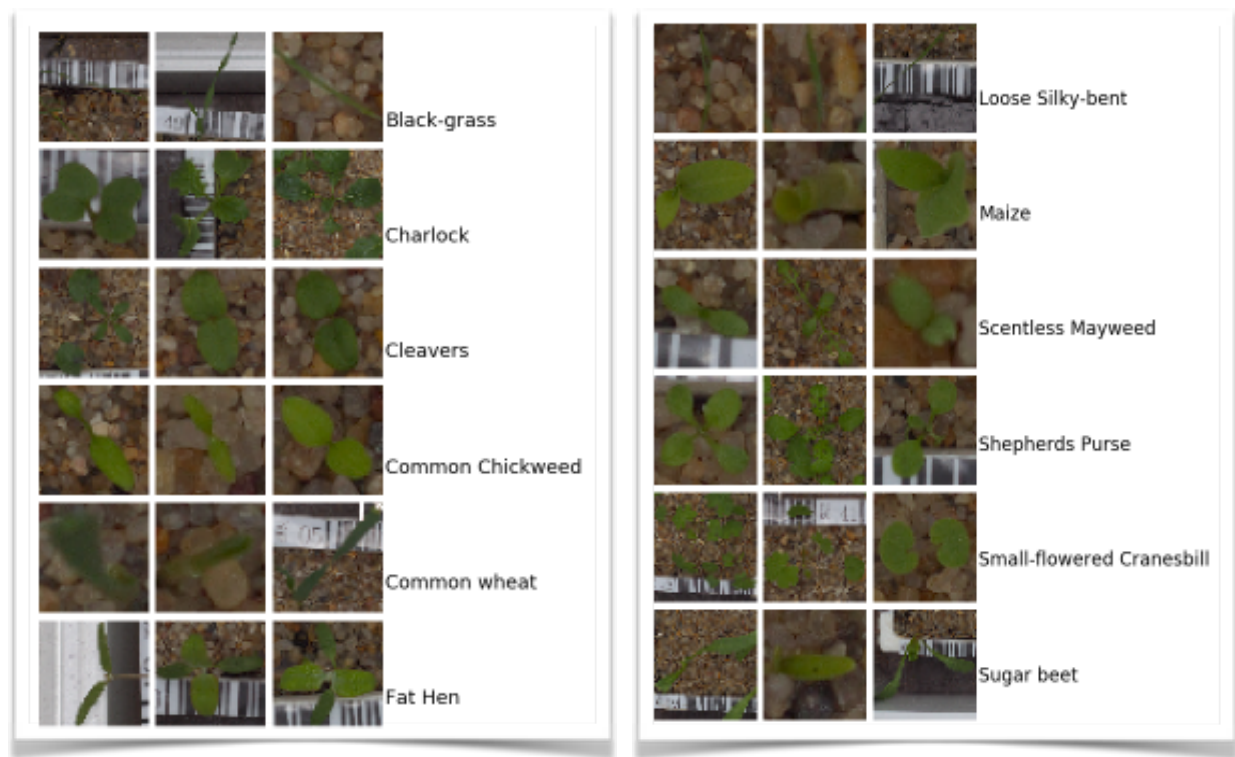 Black-grass
Charlock
Cleavers
Common Chickweed
Common wheat
Fat Hen
Loose Silky-bent
Maize
Scentless Mayweed
Shepherds Purse
Small-flowered Cranesbill
Sugar beet